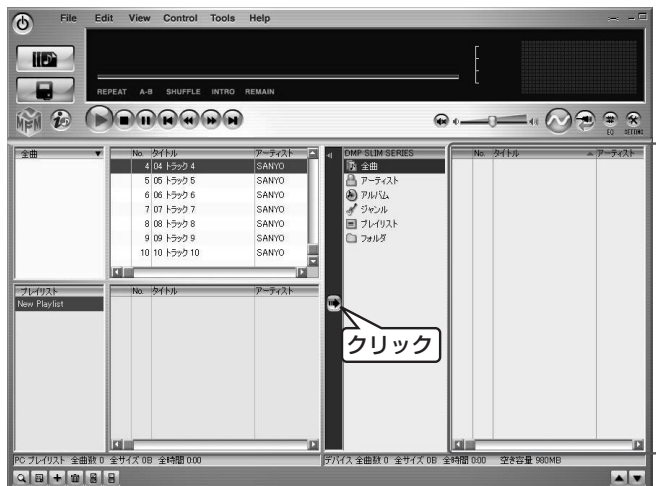 File Edit View Control Tools Help
REPEAT A-B SHUFFLE INTRO REMAIN
EQ SETTING
全曲
No. タイトル アーティスト
4 04 トラック 4 SANYO
5 05 トラック 5 SANYO
6 06 トラック 6 SANYO
7 07 トラック 7 SANYO
8 08 トラック 8 SANYO
9 09 トラック 9 SANYO
10 10 トラック 10 SANYO
DMP SLIM SERIES
全曲
アーティスト
アルバム
ジャンル
プレイリスト
フォルダ
No. タイトル アーティスト
プレイリスト
New Playlist
No. タイトル アーティスト
クリック
PC プレイリスト 全曲数 0 全サイズ 0B 全時間 0:00
デバイス 全曲数 0 全サイズ 0B 全時間 0:00 空き容量 980MB